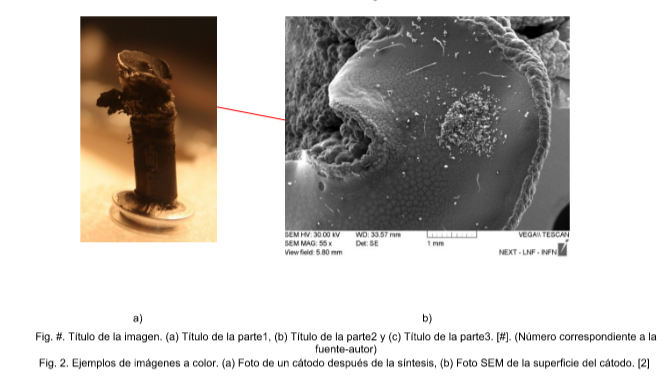 SEM HV: 30.00 kV WD: 33.57 mm VEGA\\ TESCAN
SEM MAG: 55 x Det: SE 1 mm
View field: 5.80 mm NEXT - LNF - INFN
a) b)
Fig. #. Título de la imagen. (a) Título de la parte1, (b) Título de la parte2 y (c) Título de la parte3. [#]. (Número correspondiente a la
fuente-autor)
Fig. 2. Ejemplos de imágenes a color. (a) Foto de un cátodo después de la síntesis, (b) Foto SEM de la superficie del cátodo. [2]